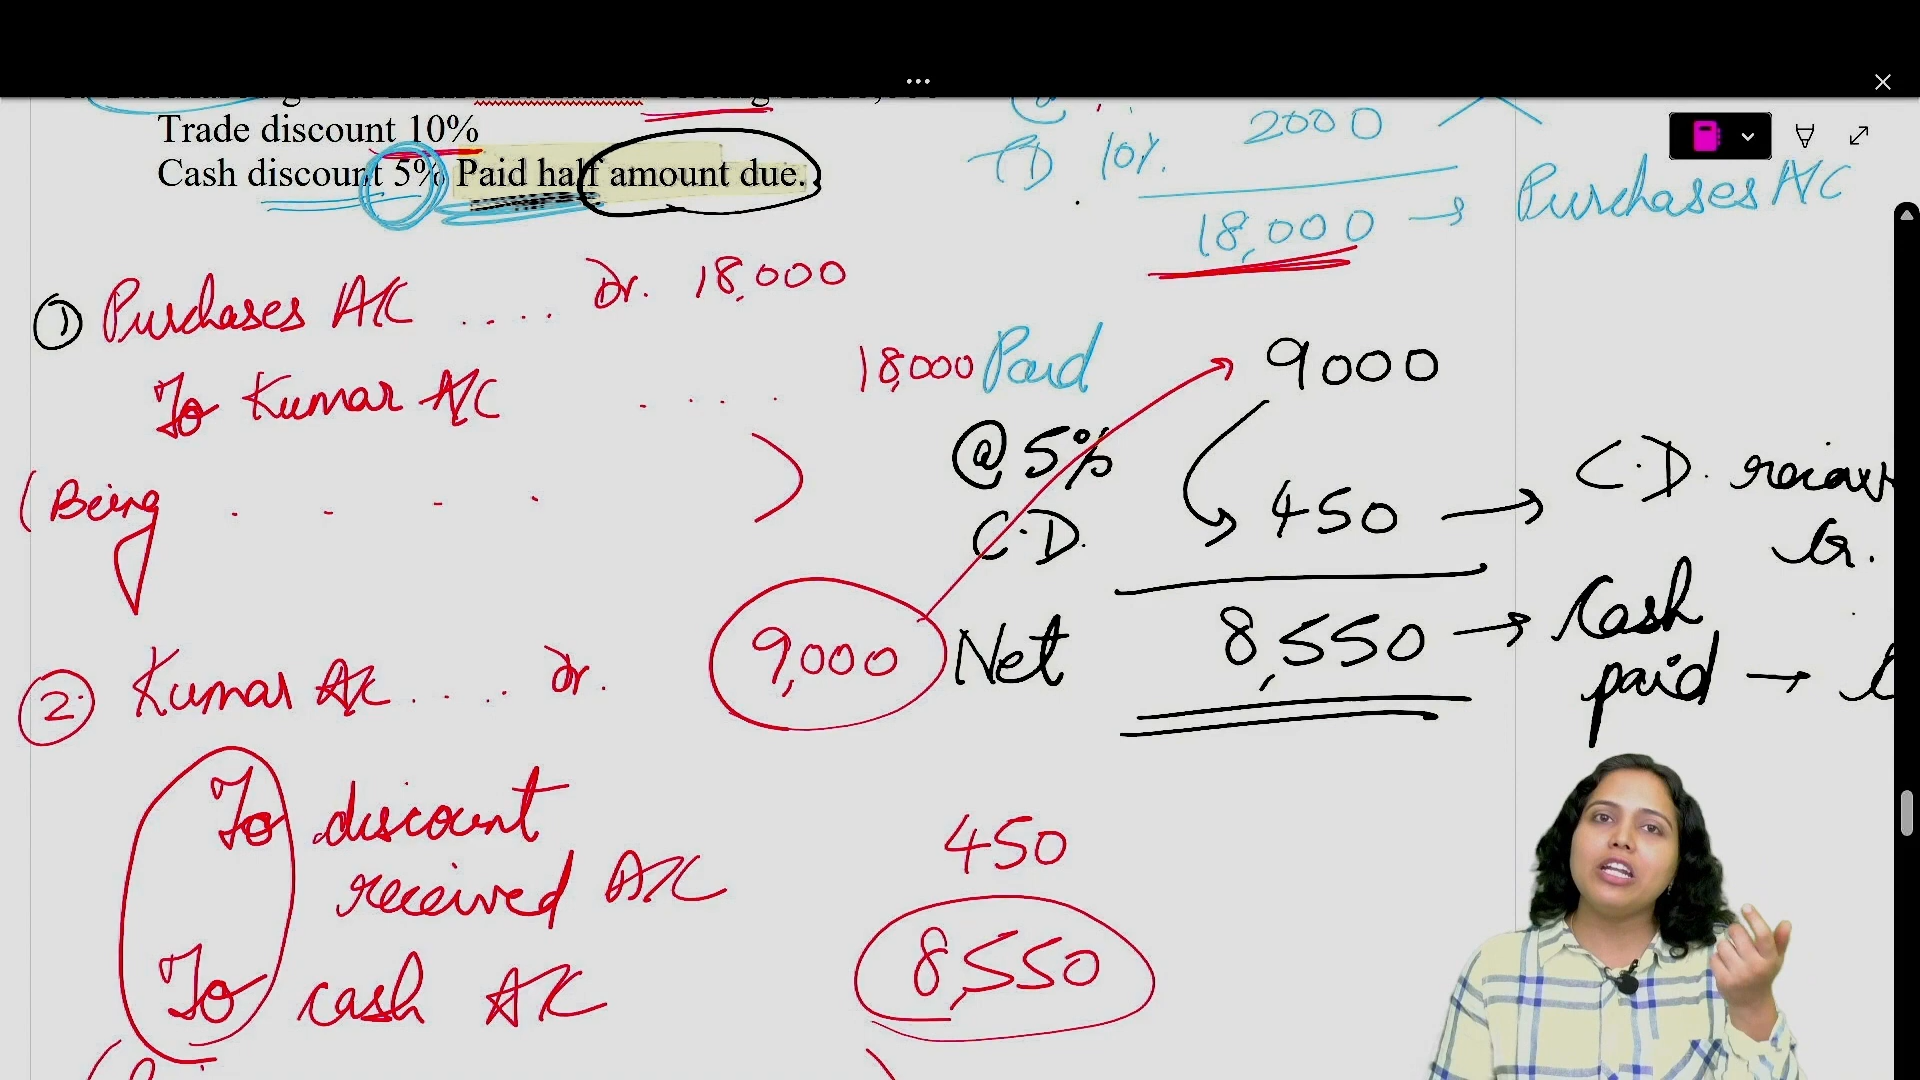 Trade discount 10%
Cash discount 5% Paid half amount due.
2000
TD 10%.
18,000 → Purchases A/C
① Purchases A/C .... Dr. 18,000
To Kumar A/C .... 18,000
(Being . . . . )
Paid 9000
@5% C.D. 450 → C.D.
Cr.
Net 8,550 → Cash paid →
② Kumar A/C .... Dr. 9,000
To discount received A/C 450
To cash A/C 8,550